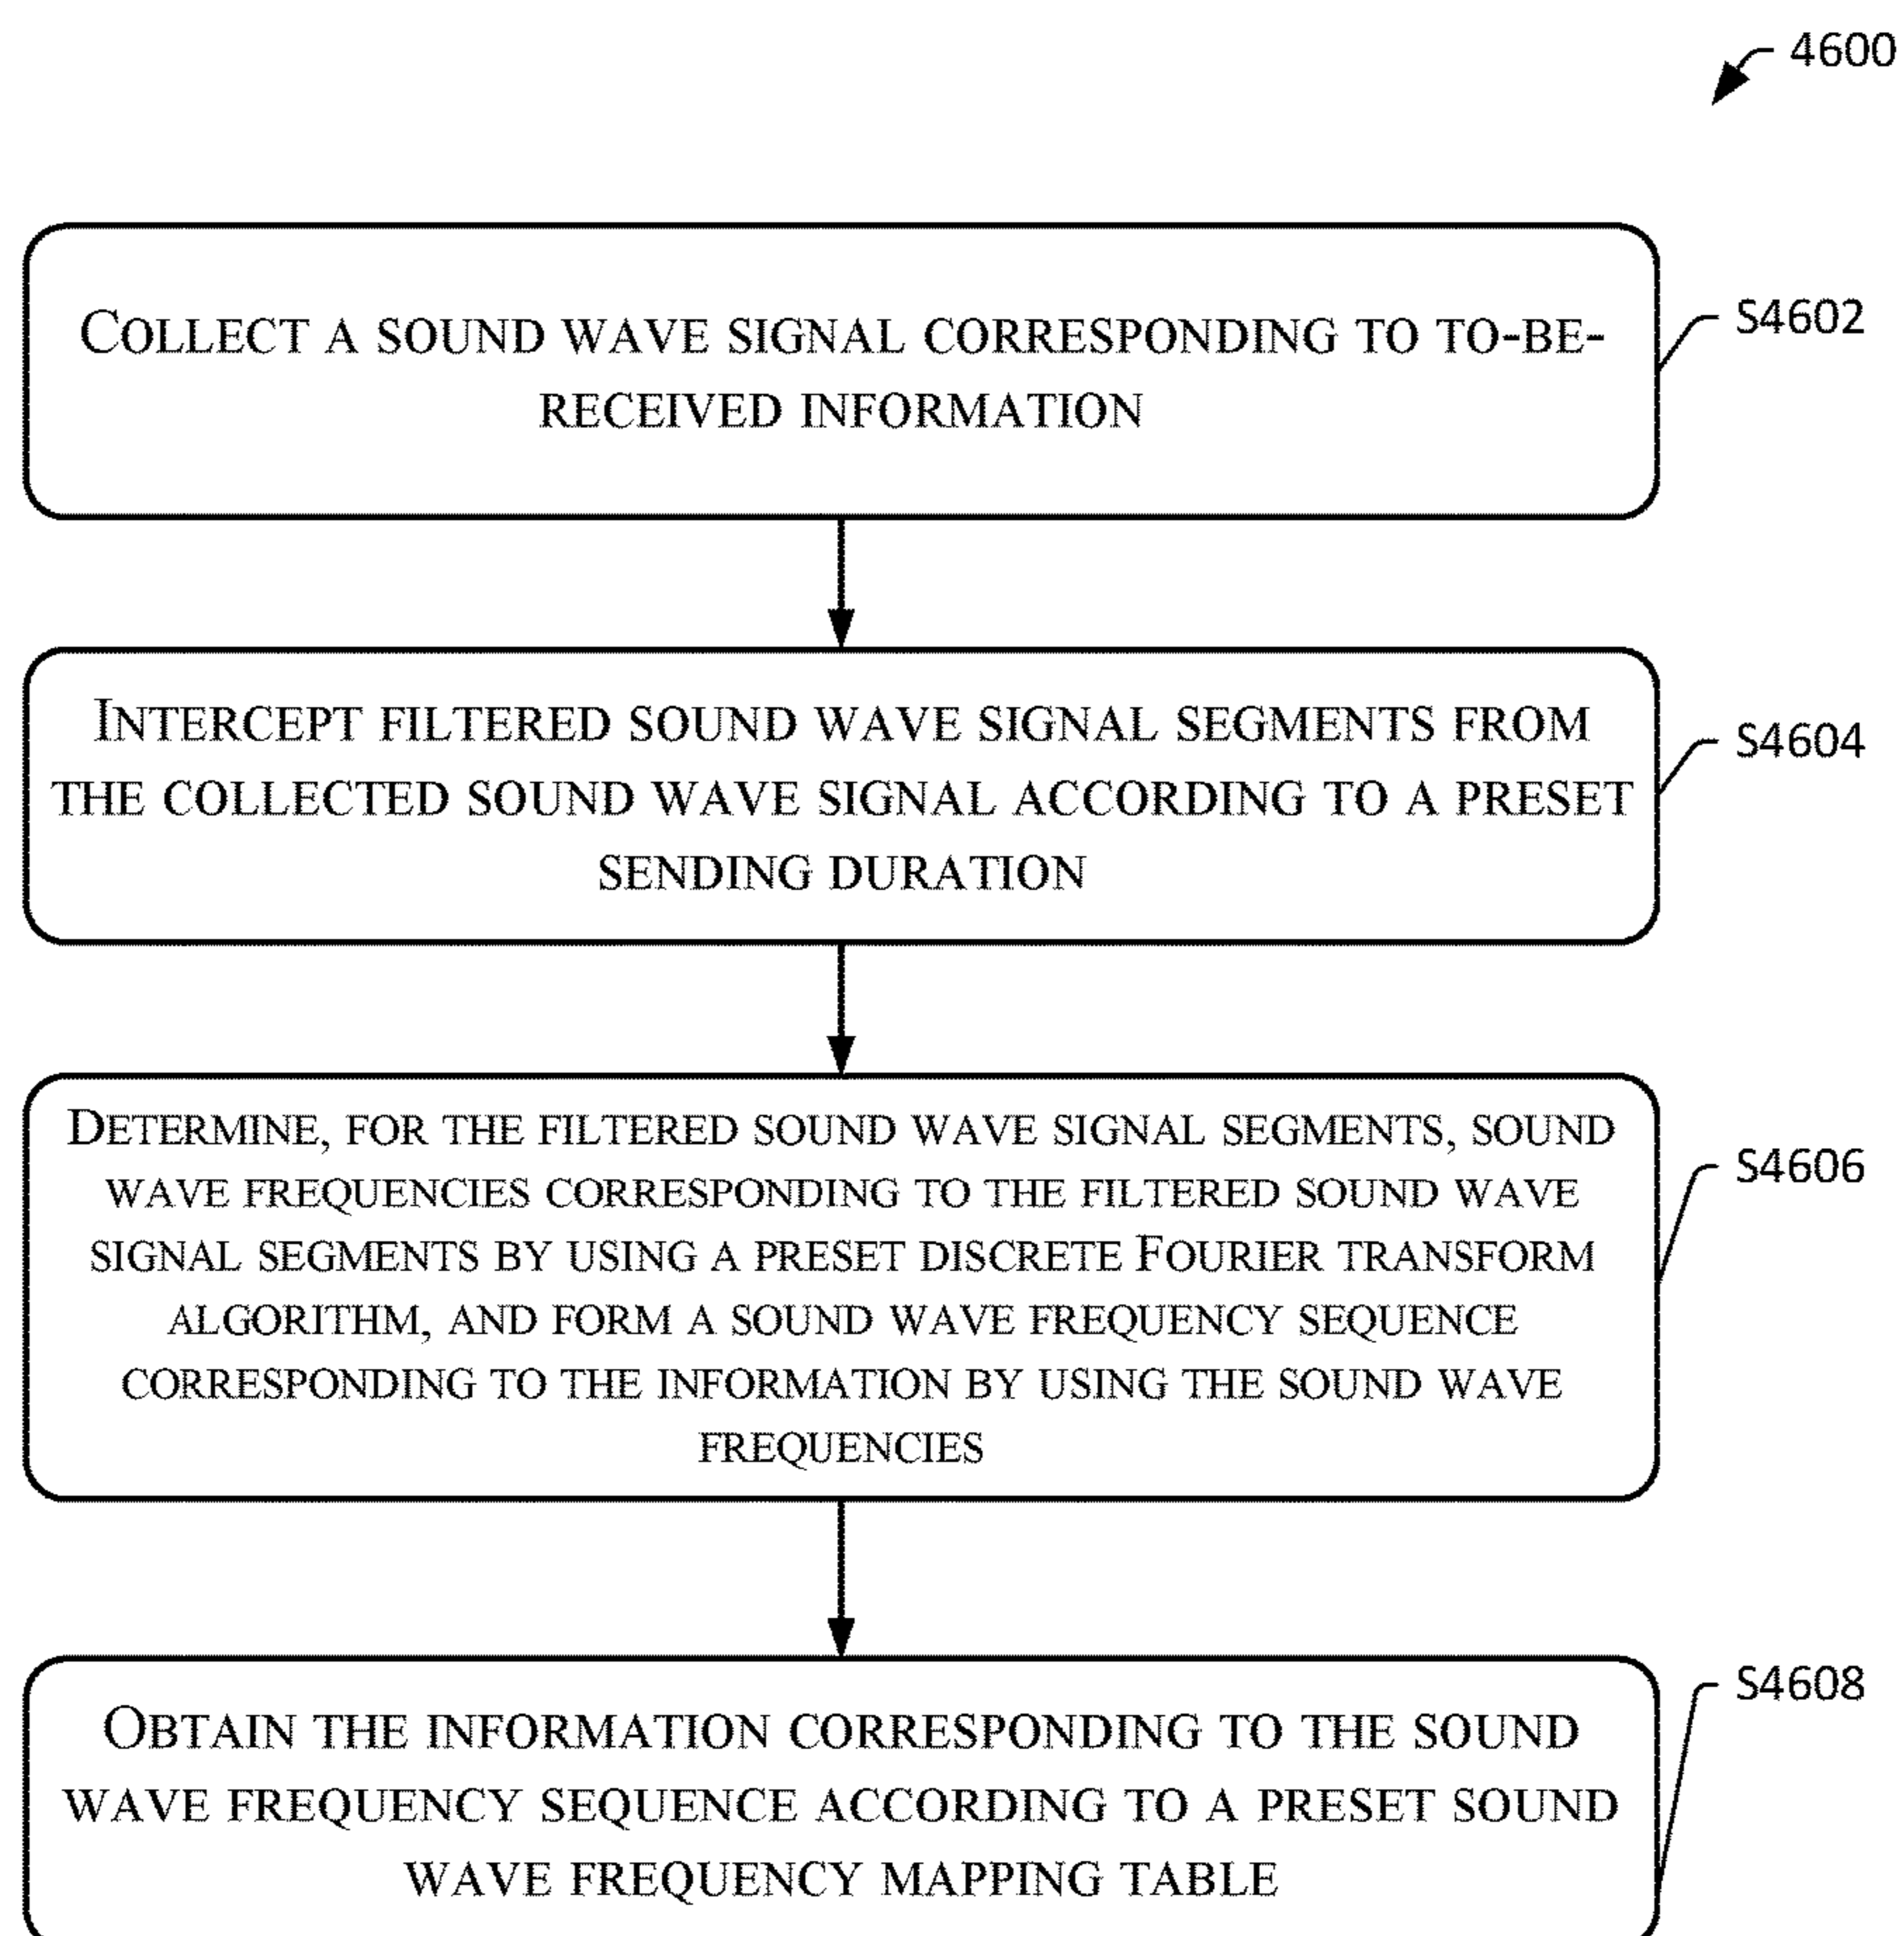 4600
COLLECT A SOUND WAVE SIGNAL CORRESPONDING TO TO-BE-
RECEIVED INFORMATION
S4602
INTERCEPT FILTERED SOUND WAVE SIGNAL SEGMENTS FROM
THE COLLECTED SOUND WAVE SIGNAL ACCORDING TO A PRESET
SENDING DURATION
S4604
DETERMINE, FOR THE FILTERED SOUND WAVE SIGNAL SEGMENTS, SOUND
WAVE FREQUENCIES CORRESPONDING TO THE FILTERED SOUND WAVE
SIGNAL SEGMENTS BY USING A PRESET DISCRETE FOURIER TRANSFORM
ALGORITHM, AND FORM A SOUND WAVE FREQUENCY SEQUENCE
CORRESPONDING TO THE INFORMATION BY USING THE SOUND WAVE
FREQUENCIES
S4606
OBTAIN THE INFORMATION CORRESPONDING TO THE SOUND
WAVE FREQUENCY SEQUENCE ACCORDING TO A PRESET SOUND
WAVE FREQUENCY MAPPING TABLE
S4608